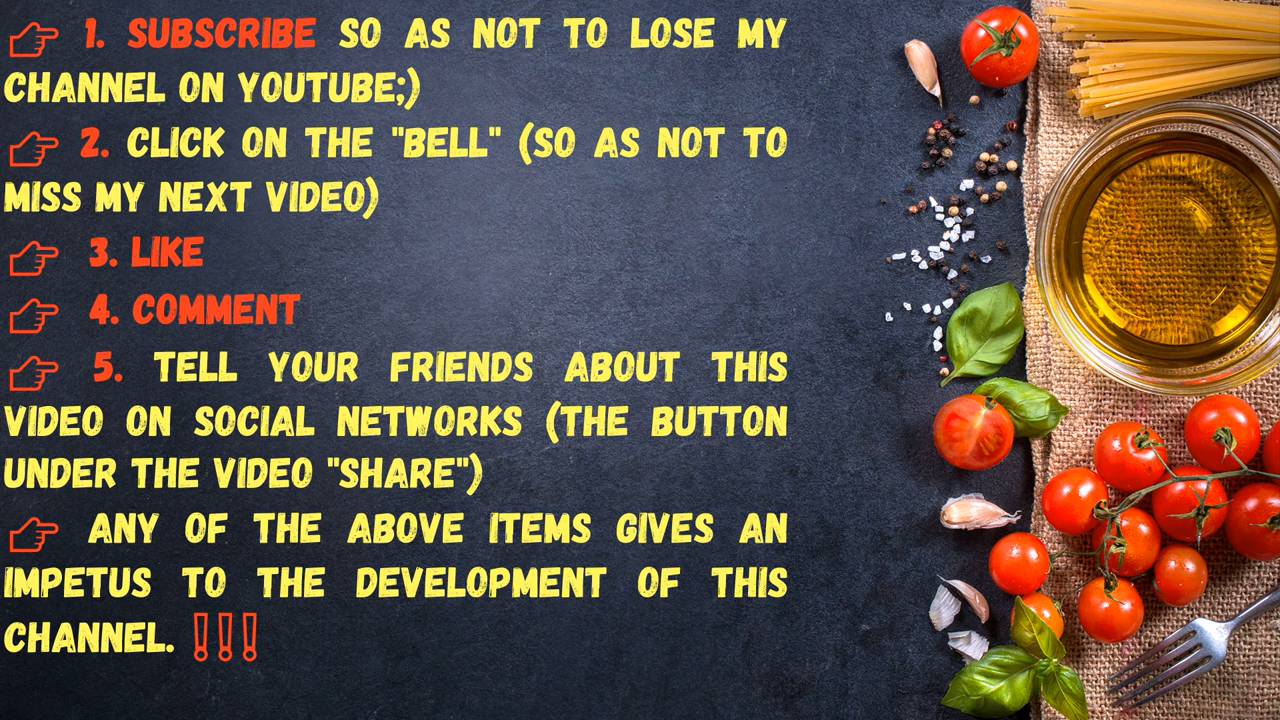 👉 1. SUBSCRIBE SO AS NOT TO LOSE MY
CHANNEL ON YOUTUBE;)
👉 2. CLICK ON THE "BELL" (SO AS NOT TO
MISS MY NEXT VIDEO)
👉 3. LIKE
👉 4. COMMENT
👉 5. TELL YOUR FRIENDS ABOUT THIS
VIDEO ON SOCIAL NETWORKS (THE BUTTON
UNDER THE VIDEO "SHARE")
👉 ANY OF THE ABOVE ITEMS GIVES AN
IMPETUS TO THE DEVELOPMENT OF THIS
CHANNEL. !!!